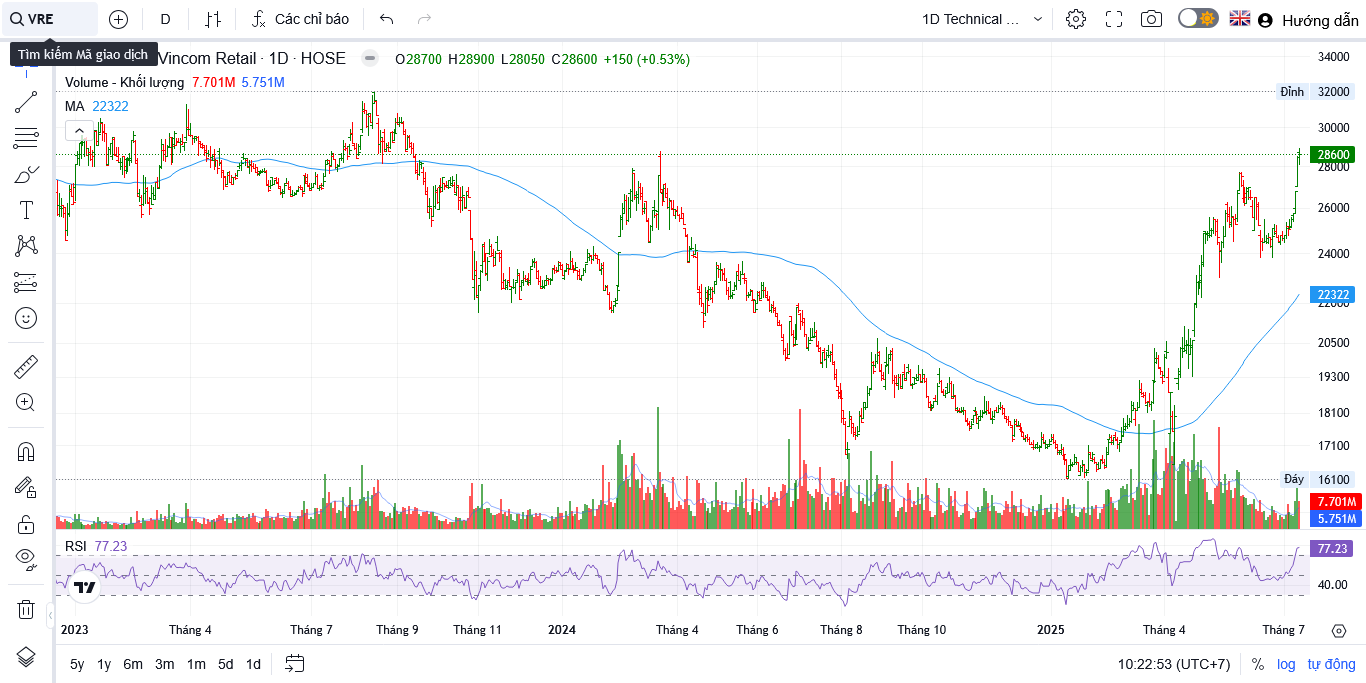 VRE D Các chỉ báo 1D Technical ... Hướng dẫn
Tìm kiếm Mã giao dịch
Vincom Retail · 1D · HOSE O28700 H28900 L28050 C28600 +150 (+0.53%)
Volume - Khối lượng 7.701M 5.751M
MA 22322
34000
Đỉnh 32000
30000
28600
28000
26000
24000
22322
22000
20500
19300
18100
17100
Đáy 16100
7.701M
5.751M
RSI 77.23
77.23
40.00
2023 Tháng 4 Tháng 7 Tháng 9 Tháng 11 2024 Tháng 4 Tháng 6 Tháng 8 Tháng 10 2025 Tháng 4 Tháng 7
5y 1y 6m 3m 1m 5d 1d 10:22:53 (UTC+7) % log tự động